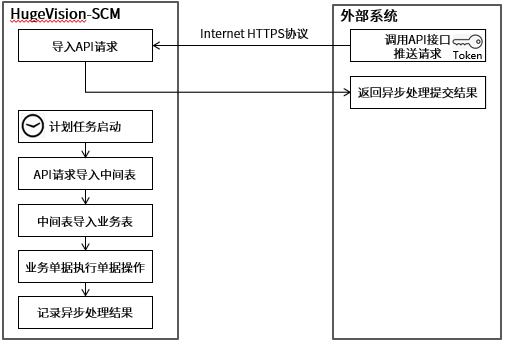 HugeVision-SCM
外部系统
Internet HTTPS协议
导入API请求
调用API接口
推送请求
Token
返回异步处理提交结果
计划任务启动
API请求导入中间表
中间表导入业务表
业务单据执行单据操作
记录异步处理结果